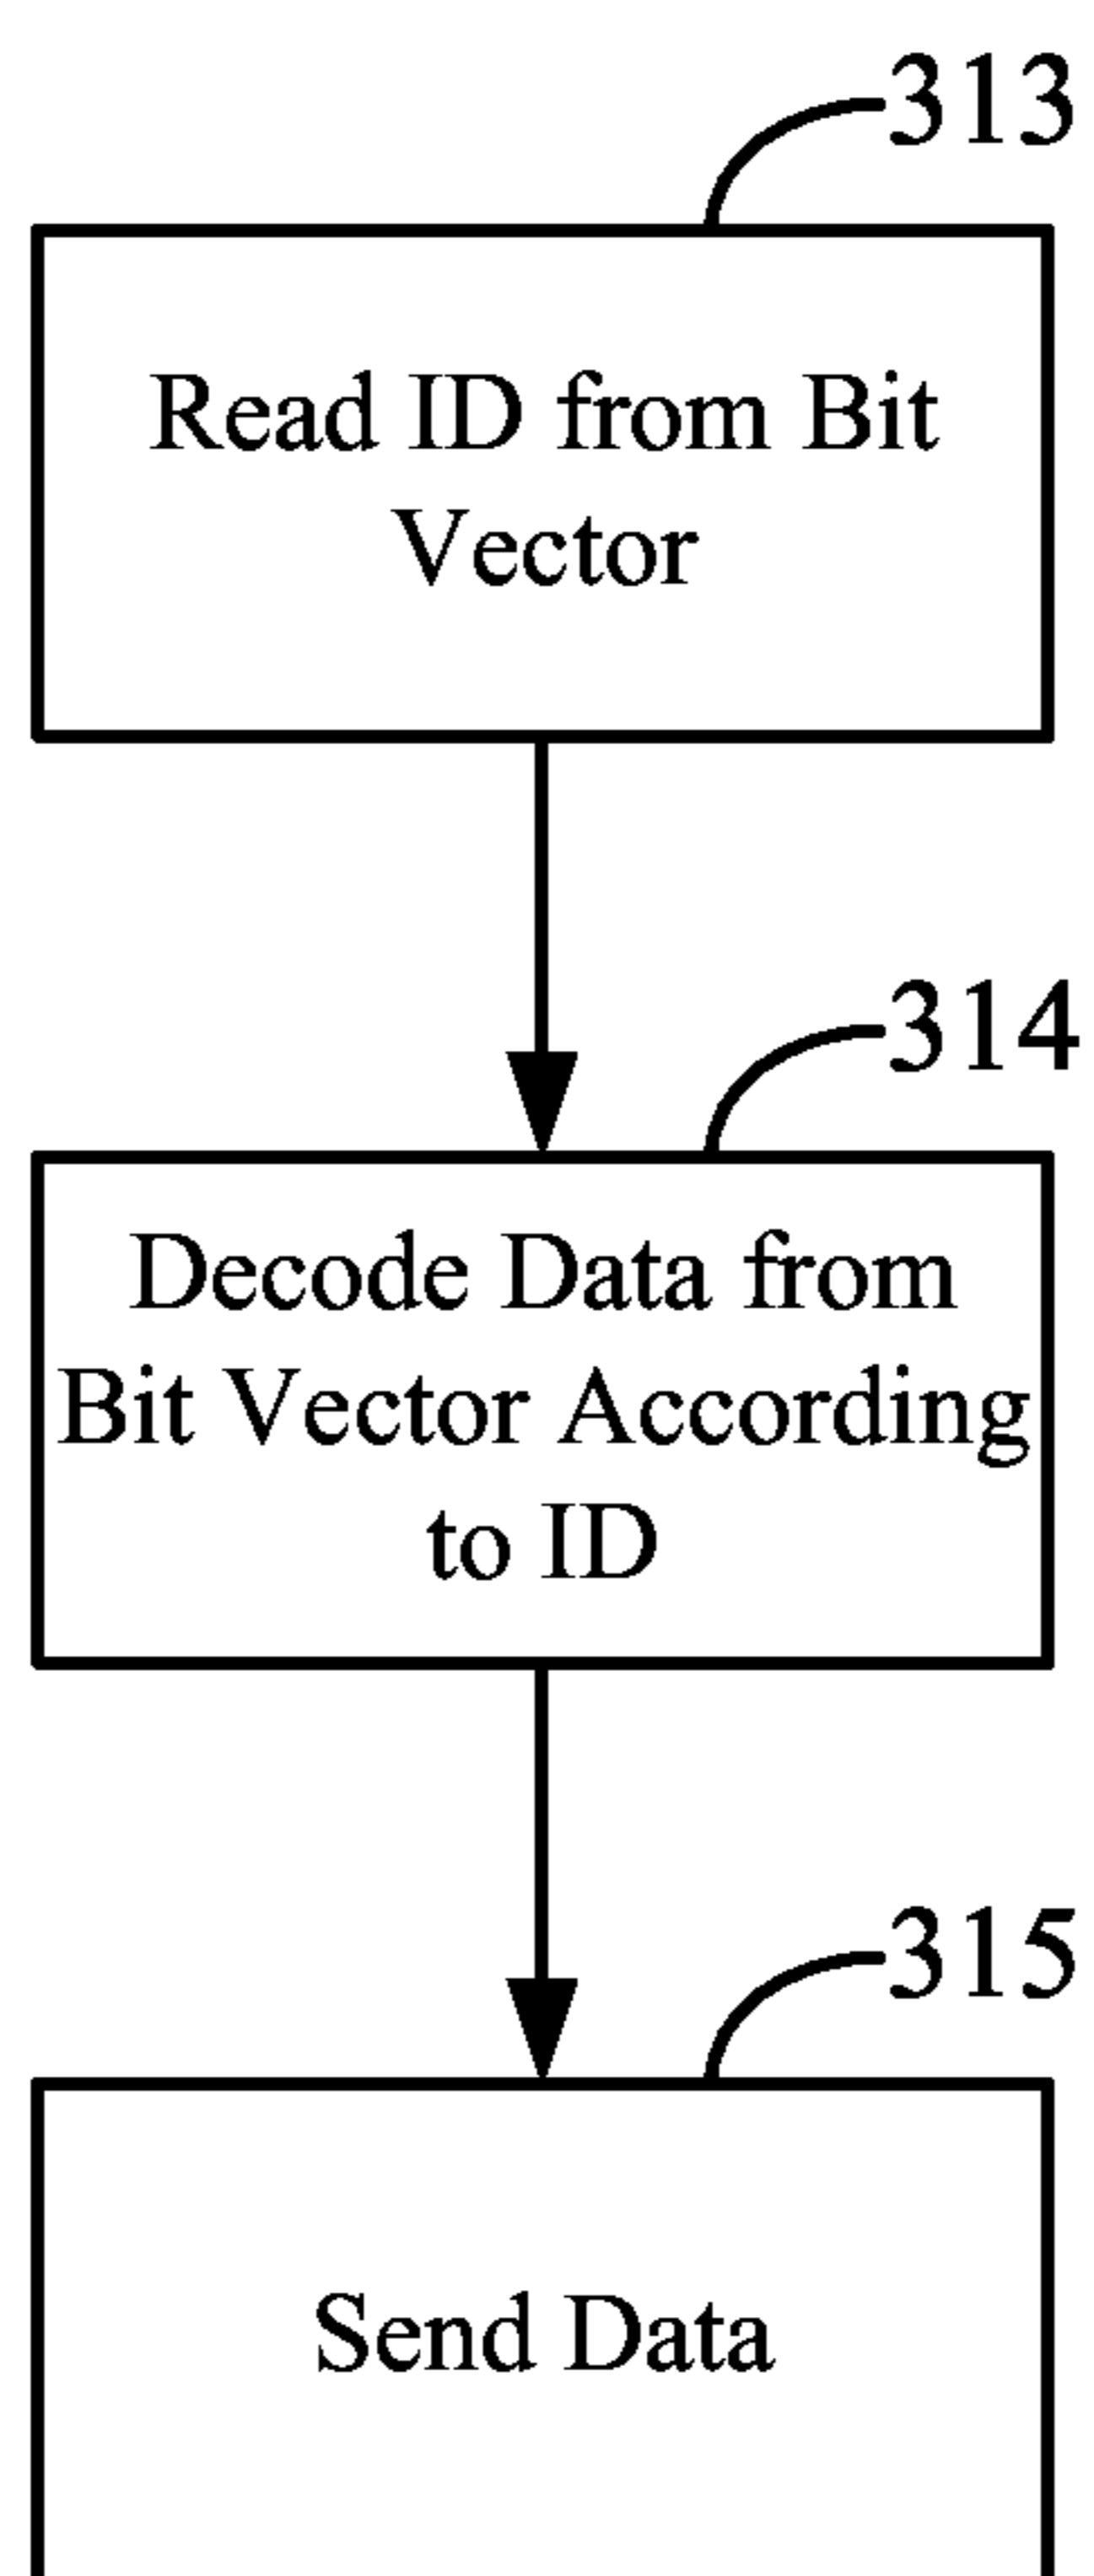 313
Read ID from Bit
Vector
314
Decode Data from
Bit Vector According
to ID
315
Send Data